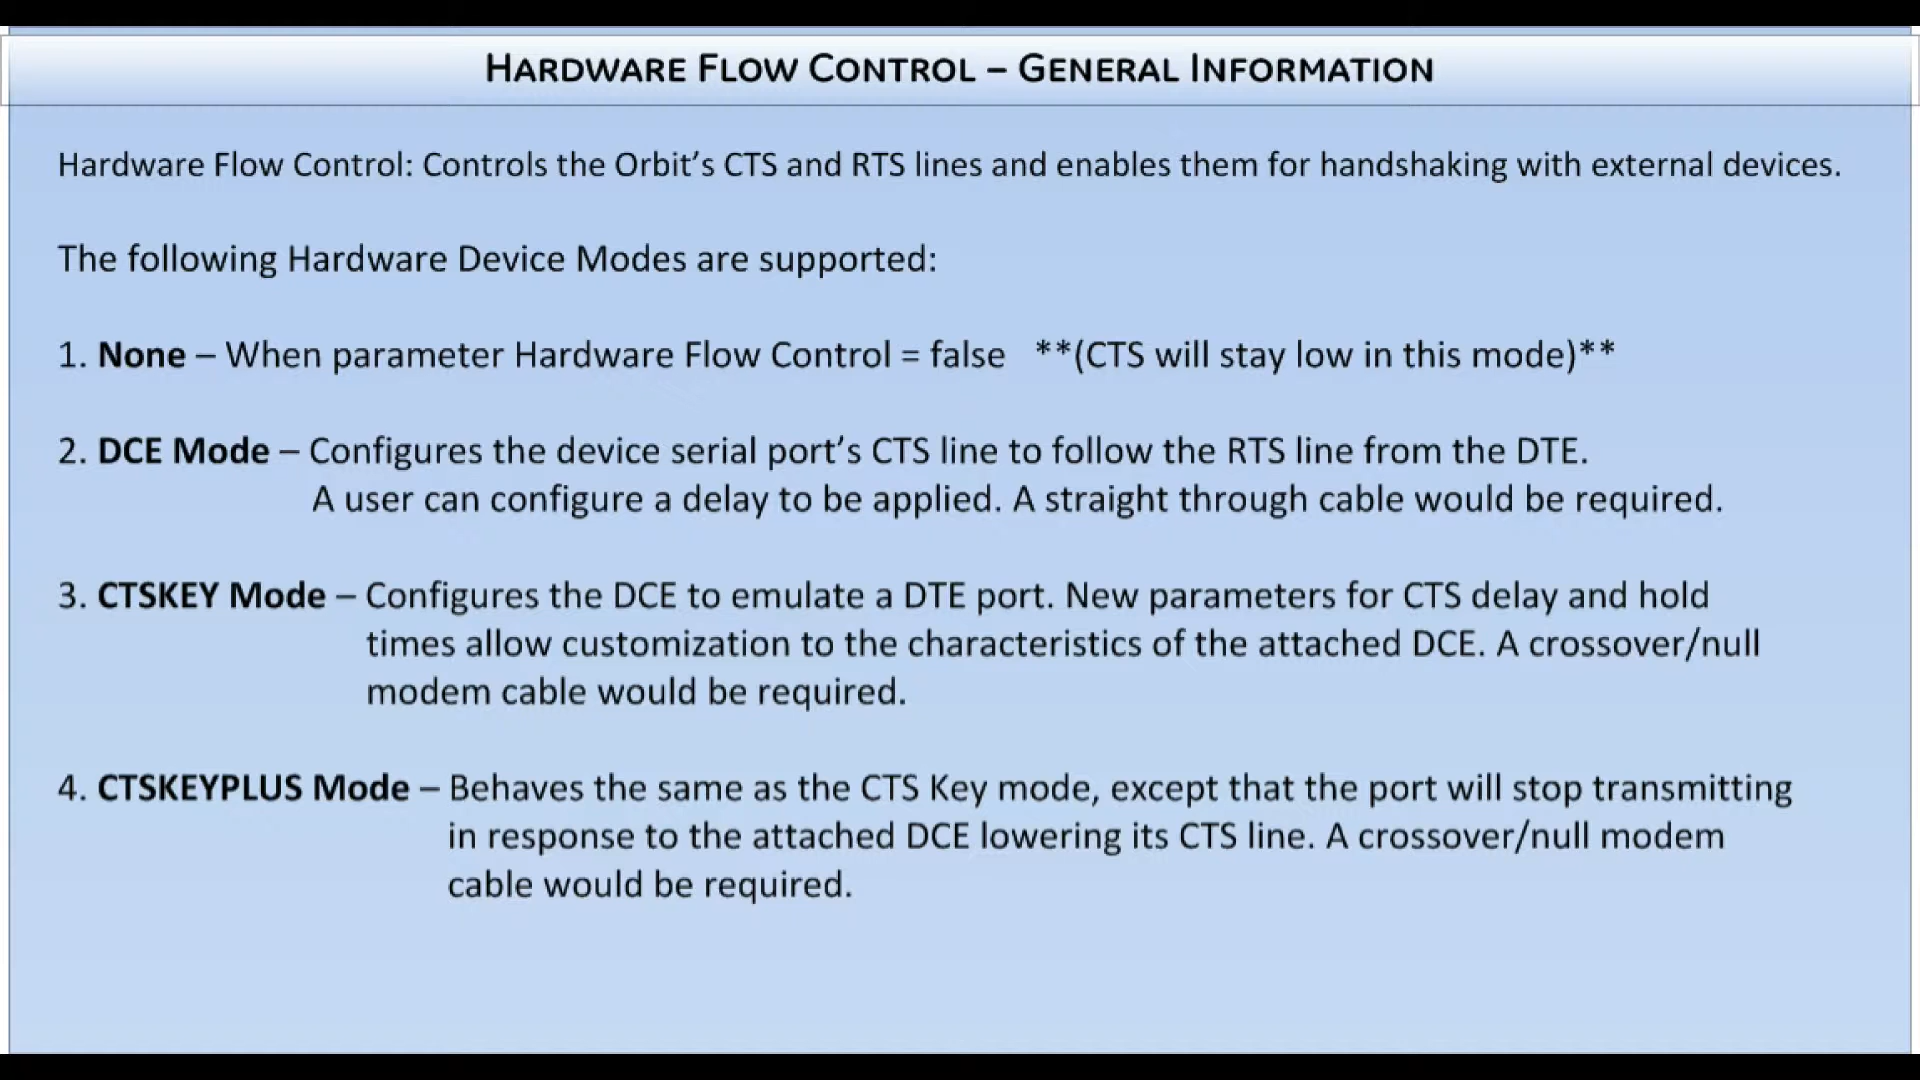 HARDWARE FLOW CONTROL – GENERAL INFORMATION
Hardware Flow Control: Controls the Orbit’s CTS and RTS lines and enables them for handshaking with external devices.
The following Hardware Device Modes are supported:
1. None – When parameter Hardware Flow Control = false **(CTS will stay low in this mode)**
2. DCE Mode – Configures the device serial port’s CTS line to follow the RTS line from the DTE.
A user can configure a delay to be applied. A straight through cable would be required.
3. CTSKEY Mode – Configures the DCE to emulate a DTE port. New parameters for CTS delay and hold
times allow customization to the characteristics of the attached DCE. A crossover/null
modem cable would be required.
4. CTSKEYPLUS Mode – Behaves the same as the CTS Key mode, except that the port will stop transmitting
in response to the attached DCE lowering its CTS line. A crossover/null modem
cable would be required.